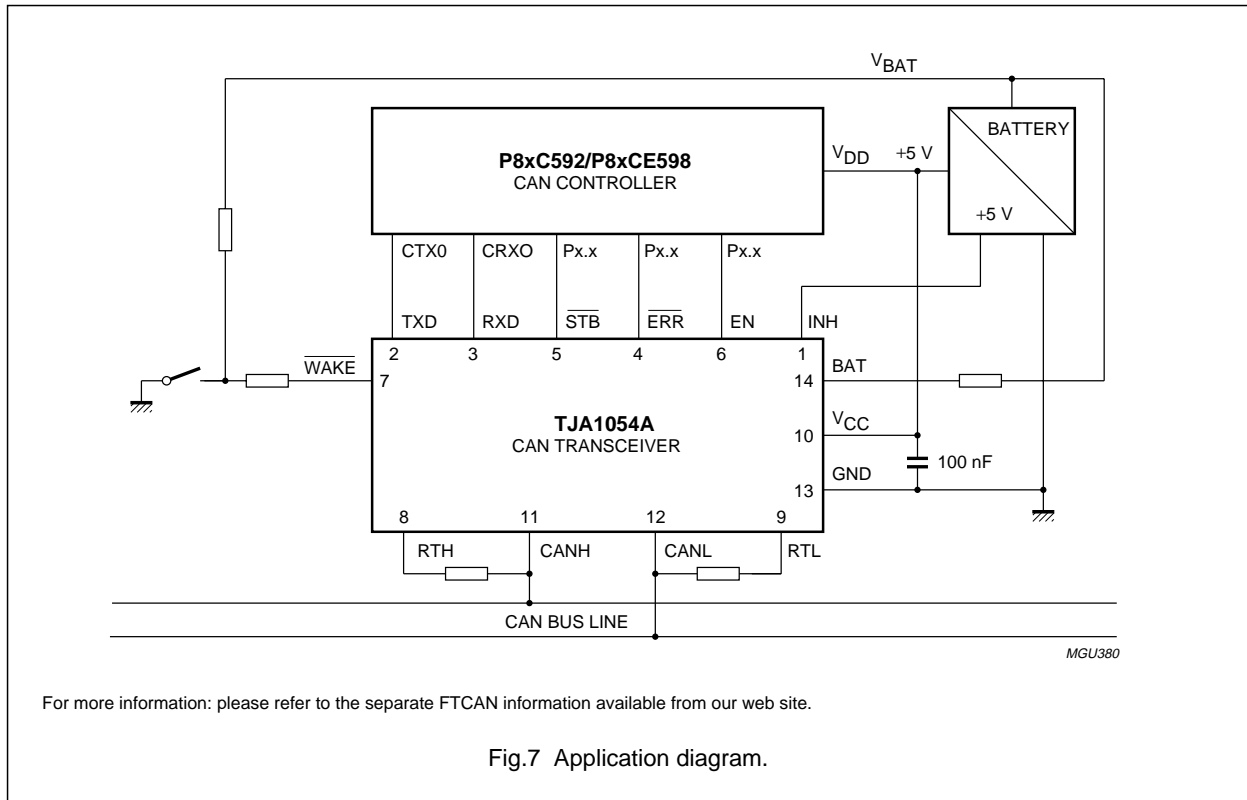 VBAT
BATTERY
P8xC592/P8xCE598
CAN CONTROLLER
VDD
+5 V
+5 V
CTX0 CRXO Px.x Px.x Px.x
TXD RXD STB ERR EN INH
2 3 5 4 6 1
WAKE
7
14
BAT
TJA1054A
CAN TRANSCEIVER
10
VCC
100 nF
13
GND
8 11 12 9
RTH CANH CANL RTL
CAN BUS LINE
MGU380
For more information: please refer to the separate FTCAN information available from our web site.
Fig.7 Application diagram.